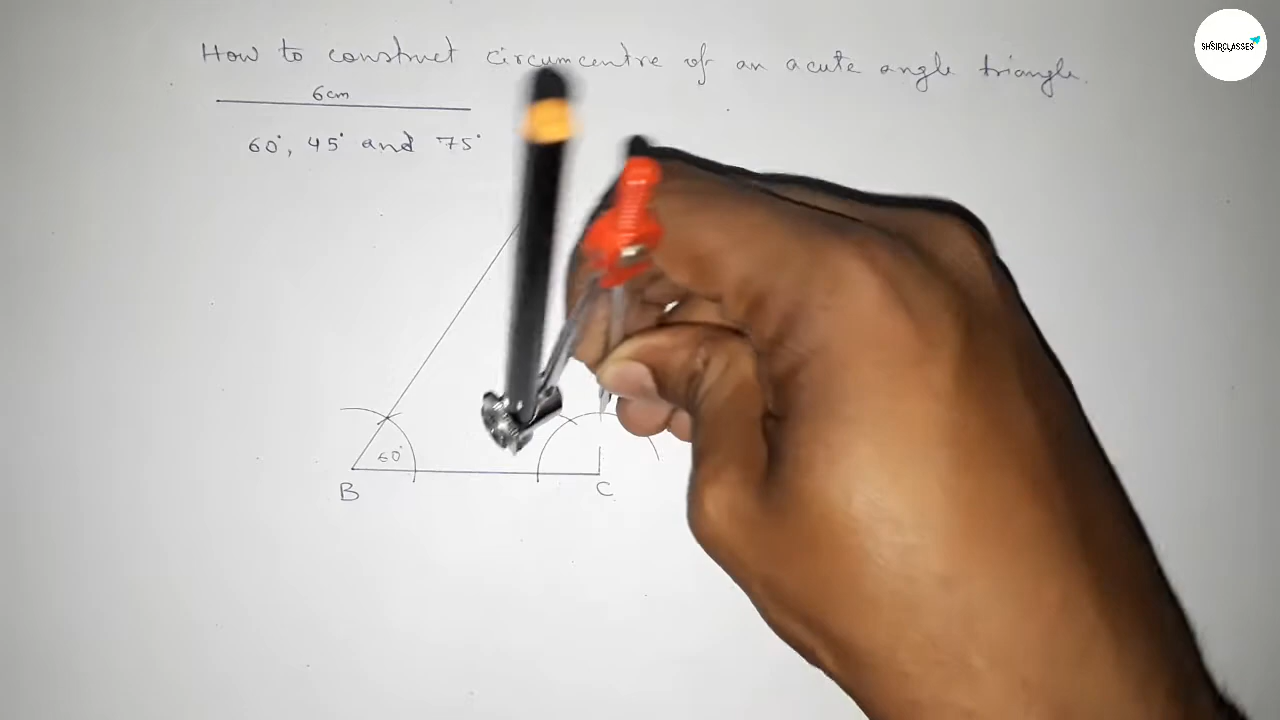 How to construct circumcentre of an acute angle triangle.
6cm
60°, 45° and 75°
60°
B
C
SHSIRCLASSES